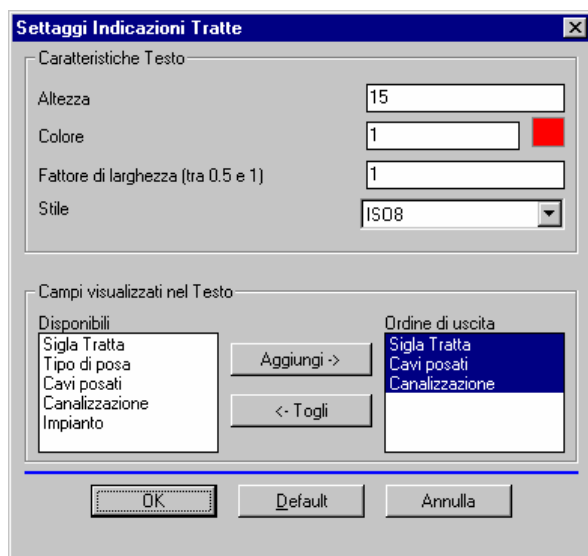 Settaggi Indicazioni Tratte
Caratteristiche Testo
Altezza
15
Colore
1
Fattore di larghezza (tra 0.5 e 1)
1
Stile
ISO8
Campi visualizzati nel Testo
Disponibili
Sigla Tratta
Tipo di posa
Cavi posati
Canalizzazione
Impianto
Aggiungi ->
<- Togli
Ordine di uscita
Sigla Tratta
Cavi posati
Canalizzazione
OK
Default
Annulla